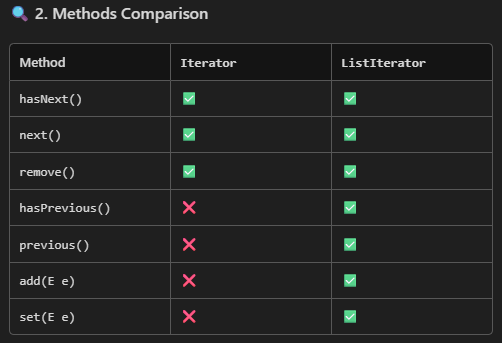 🔍 2. Methods Comparison
Method Iterator ListIterator
hasNext() ✅ ✅
next() ✅ ✅
remove() ✅ ✅
hasPrevious() ❌ ✅
previous() ❌ ✅
add(E e) ❌ ✅
set(E e) ❌ ✅